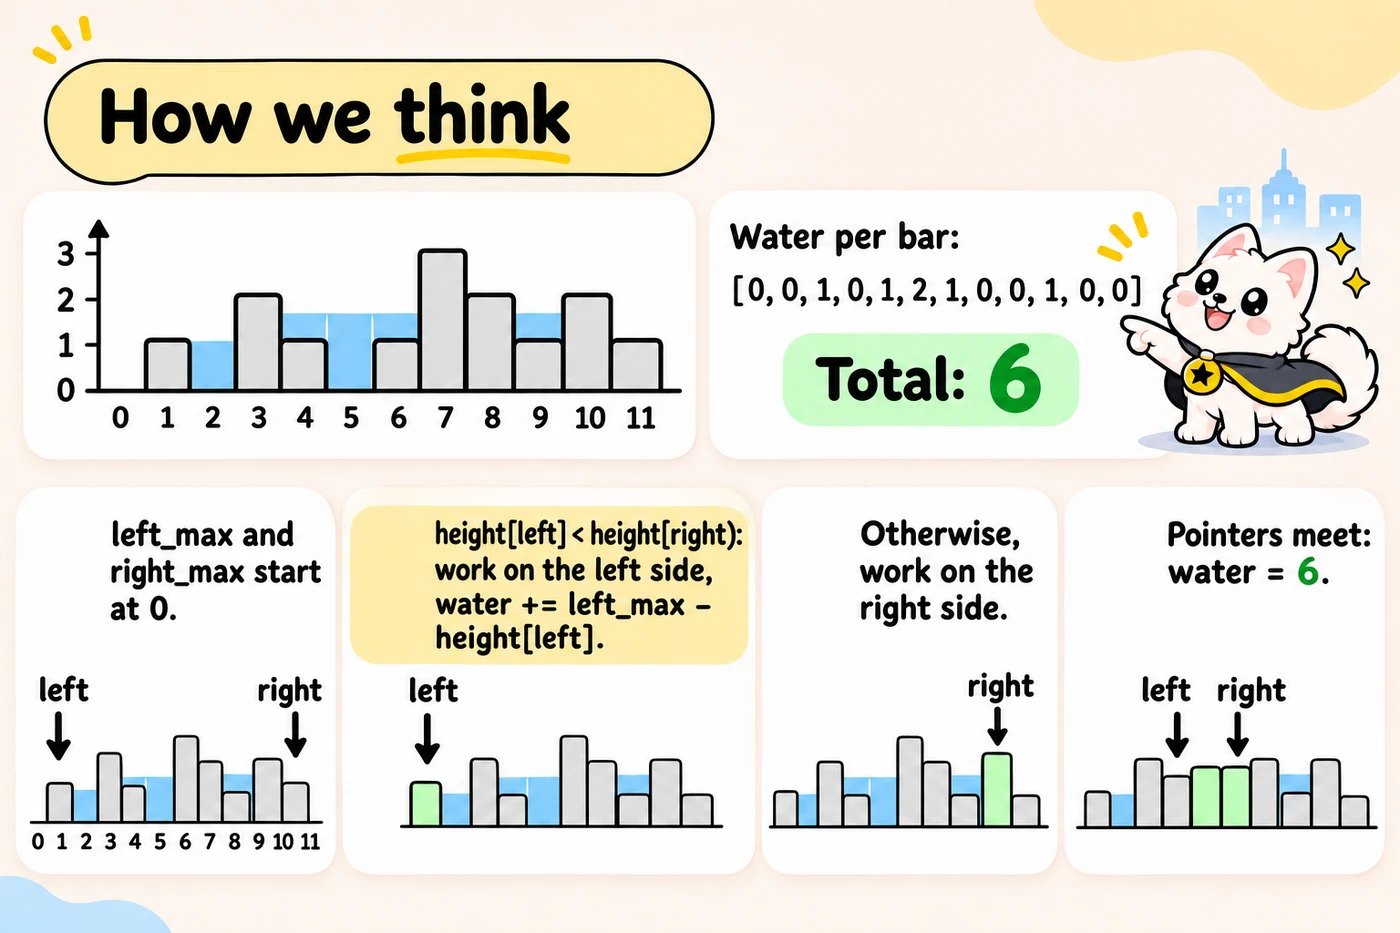 How we think
3
2
1
0
0 1 2 3 4 5 6 7 8 9 10 11
Water per bar:
[0, 0, 1, 0, 1, 2, 1, 0, 0, 1, 0, 0]
Total: 6
left_max and
right_max start
at 0.
left right
0 1 2 3 4 5 6 7 8 9 10 11
height[left] < height[right]:
work on the left side,
water += left_max –
height[left].
left
Otherwise,
work on the
right side.
right
Pointers meet:
water = 6.
left right